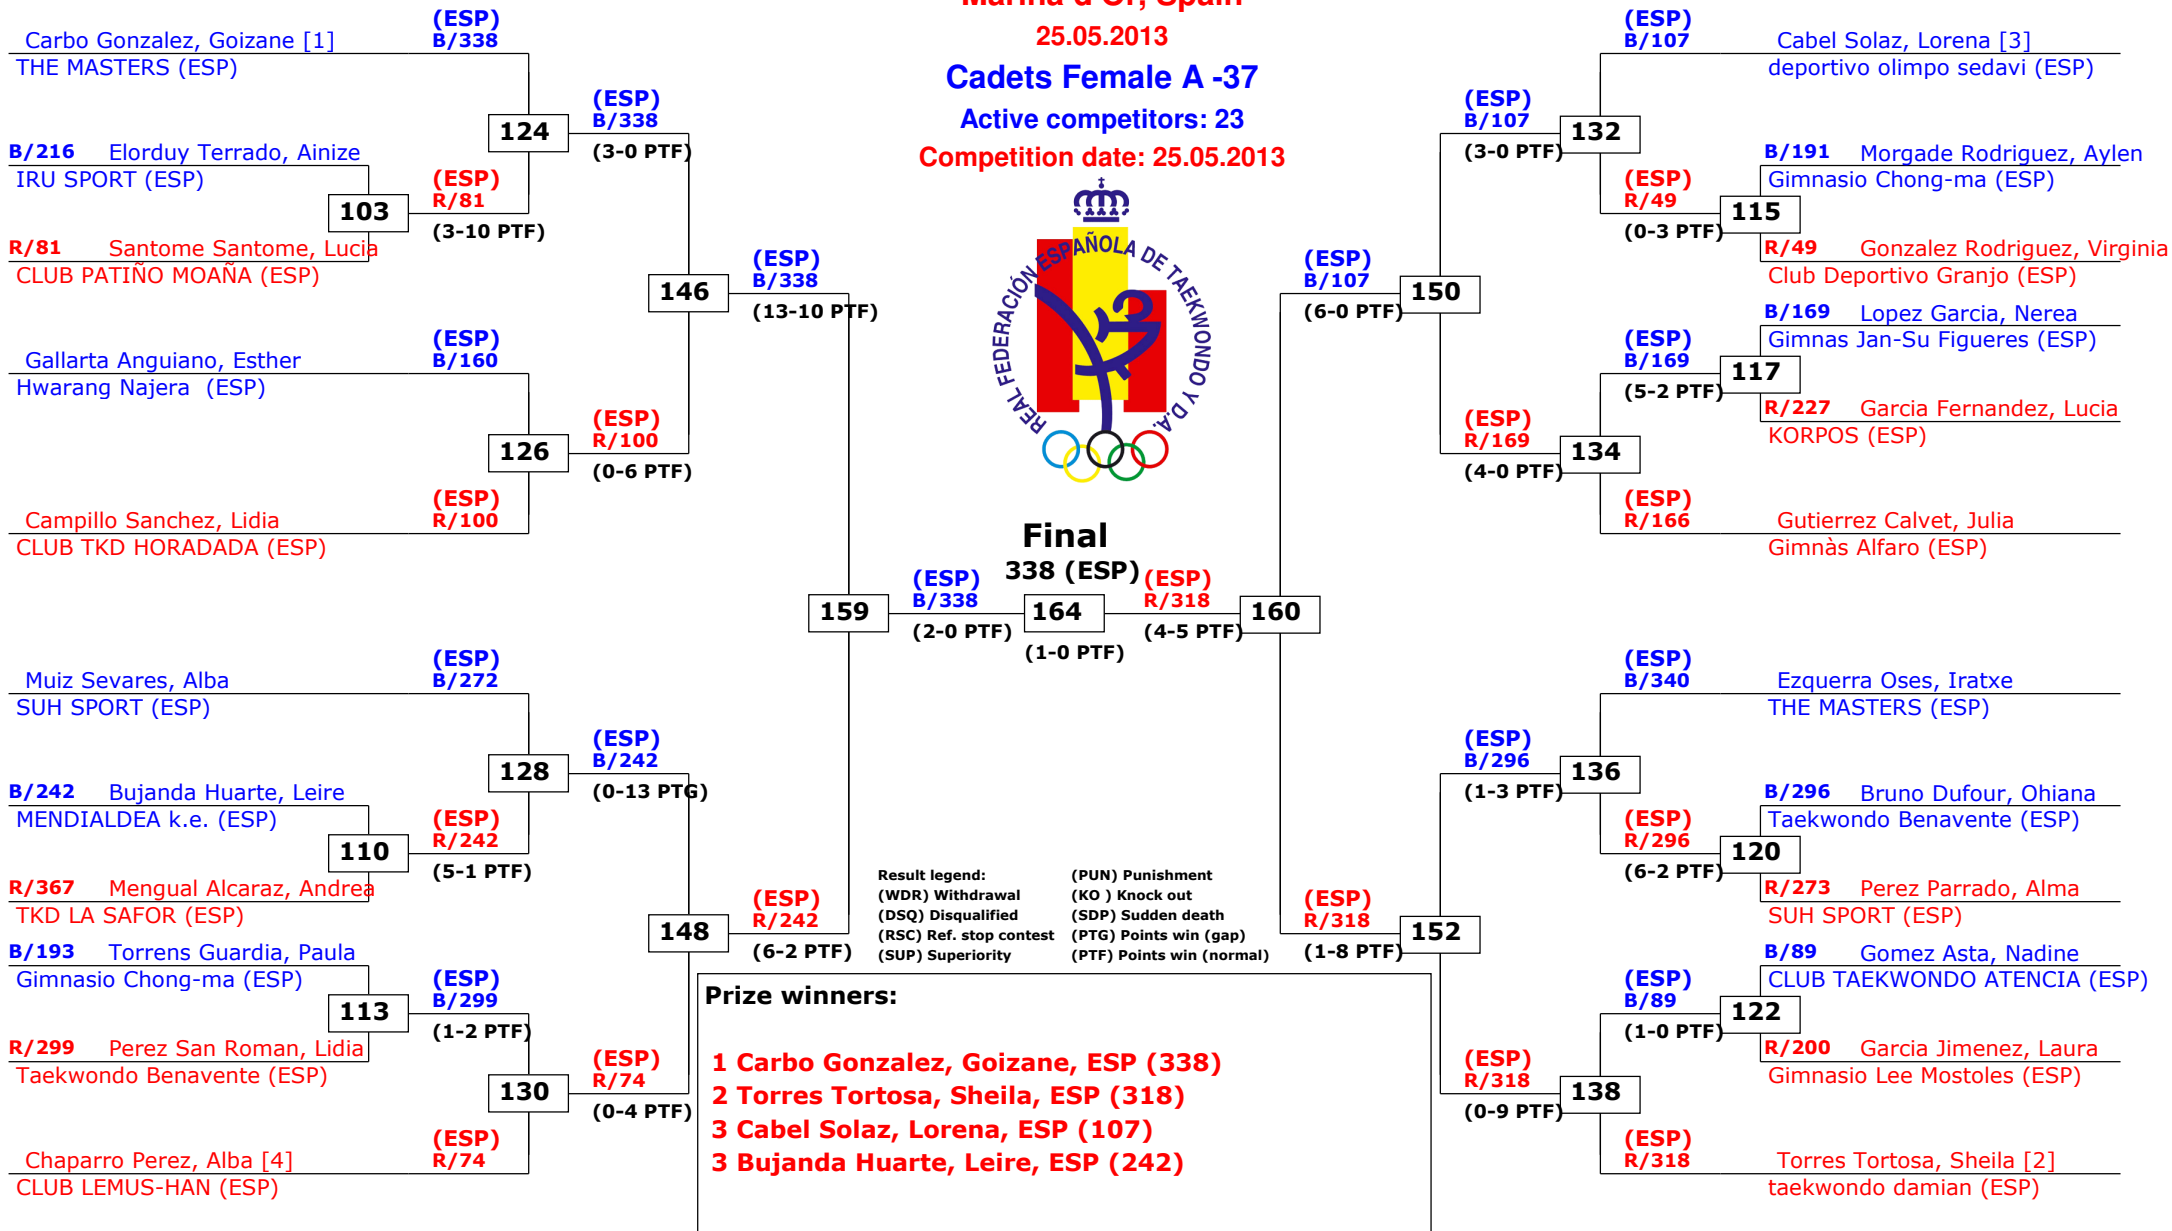 Marina d'Or, Spain
25.05.2013
Cadets Female A -37
Active competitors: 23
Competition date: 25.05.2013
REAL FEDERACIÓN ESPAÑOLA DE TAEKWONDO Y D.A.
(ESP)
Carbo Gonzalez, Goizane [1] B/338
THE MASTERS (ESP)
124
(ESP)
B/338
(3-0 PTF)
B/216 Elorduy Terrado, Ainize
IRU SPORT (ESP)
103
(ESP)
R/81
(3-10 PTF)
R/81 Santome Santome, Lucia
CLUB PATIÑO MOAÑA (ESP)
146
(ESP)
B/338
(13-10 PTF)
(ESP)
Gallarta Anguiano, Esther B/160
Hwarang Najera (ESP)
126
(ESP)
R/100
(0-6 PTF)
(ESP)
Campillo Sanchez, Lidia R/100
CLUB TKD HORADADA (ESP)
159
(ESP)
B/338
(2-0 PTF)
(ESP)
Muiz Sevares, Alba B/272
SUH SPORT (ESP)
128
(ESP)
B/242
(0-13 PTG)
B/242 Bujanda Huarte, Leire
MENDIALDEA k.e. (ESP)
110
(ESP)
R/242
(5-1 PTF)
R/367 Mengual Alcaraz, Andrea
TKD LA SAFOR (ESP)
148
(ESP)
R/242
(6-2 PTF)
B/193 Torrens Guardia, Paula
Gimnasio Chong-ma (ESP)
113
(ESP)
B/299
(1-2 PTF)
R/299 Perez San Roman, Lidia
Taekwondo Benavente (ESP)
130
(ESP)
R/74
(0-4 PTF)
(ESP)
Chaparro Perez, Alba [4] R/74
CLUB LEMUS-HAN (ESP)
Final
338 (ESP)
164
(1-0 PTF)
(ESP)
R/318
(4-5 PTF)
160
(ESP)
B/107 Cabel Solaz, Lorena [3]
deportivo olimpo sedavi (ESP)
(ESP)
B/107
(3-0 PTF)
132
B/191 Morgade Rodriguez, Aylen
Gimnasio Chong-ma (ESP)
(ESP)
R/49
(0-3 PTF)
115
R/49 Gonzalez Rodriguez, Virginia
Club Deportivo Granjo (ESP)
(ESP)
B/107
(6-0 PTF)
150
B/169 Lopez Garcia, Nerea
Gimnas Jan-Su Figueres (ESP)
(ESP)
B/169
(5-2 PTF)
117
R/227 Garcia Fernandez, Lucia
KORPOS (ESP)
(ESP)
R/169
(4-0 PTF)
134
(ESP)
R/166 Gutierrez Calvet, Julia
Gimnàs Alfaro (ESP)
(ESP)
B/340 Ezquerra Oses, Iratxe
THE MASTERS (ESP)
(ESP)
B/296
(1-3 PTF)
136
B/296 Bruno Dufour, Ohiana
Taekwondo Benavente (ESP)
(ESP)
R/296
(6-2 PTF)
120
R/273 Perez Parrado, Alma
SUH SPORT (ESP)
(ESP)
R/318
(1-8 PTF)
152
B/89 Gomez Asta, Nadine
CLUB TAEKWONDO ATENCIA (ESP)
(ESP)
B/89
(1-0 PTF)
122
R/200 Garcia Jimenez, Laura
Gimnasio Lee Mostoles (ESP)
(ESP)
R/318
(0-9 PTF)
138
(ESP)
R/318 Torres Tortosa, Sheila [2]
taekwondo damian (ESP)
Result legend: (PUN) Punishment
(WDR) Withdrawal (KO ) Knock out
(DSQ) Disqualified (SDP) Sudden death
(RSC) Ref. stop contest (PTG) Points win (gap)
(SUP) Superiority (PTF) Points win (normal)
Prize winners:
1 Carbo Gonzalez, Goizane, ESP (338)
2 Torres Tortosa, Sheila, ESP (318)
3 Cabel Solaz, Lorena, ESP (107)
3 Bujanda Huarte, Leire, ESP (242)